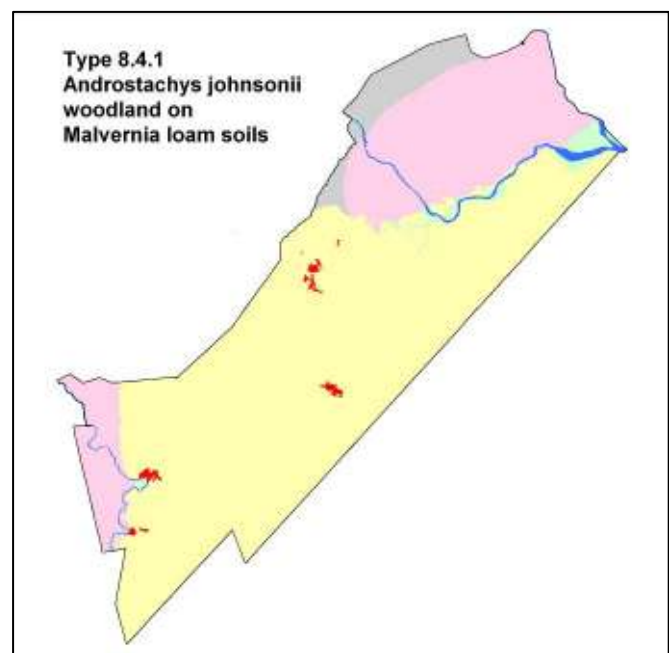 Type 8.4.1
Androstachys johnsonii
woodland on
Malvernia loam soils